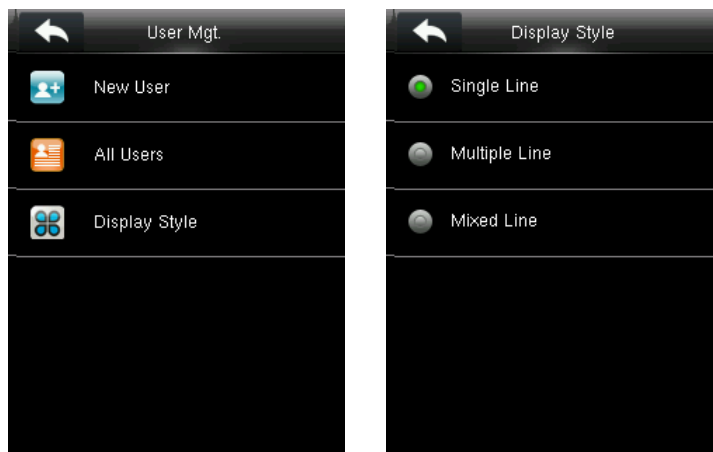 User Mgt.
New User
All Users
Display Style
Display Style
Single Line
Multiple Line
Mixed Line